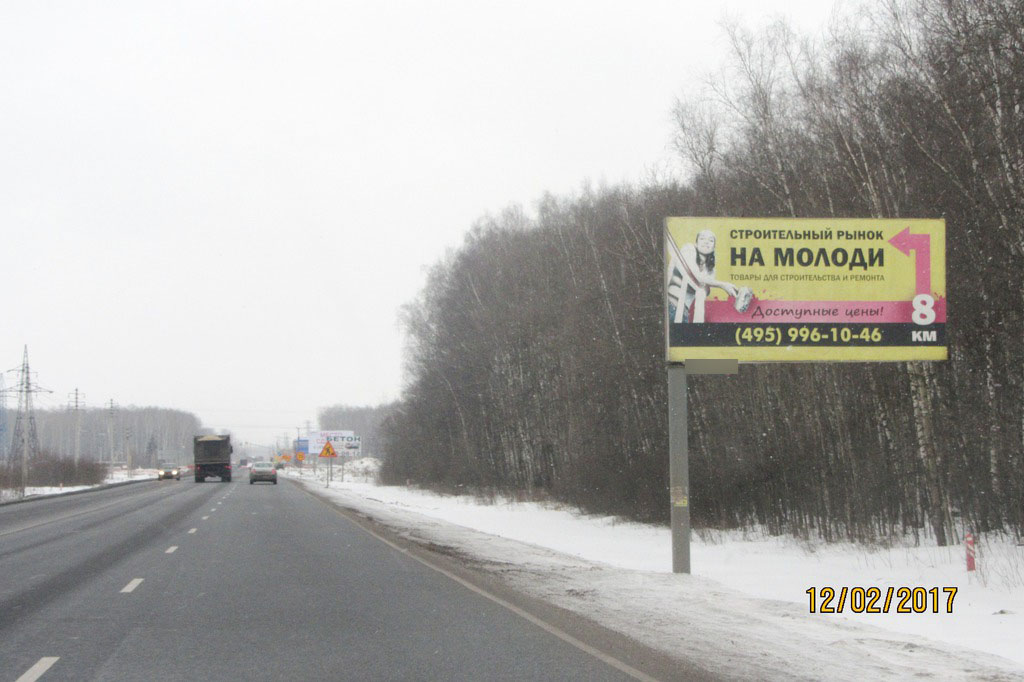 СТРОИТЕЛЬНЫЙ РЫНОК
НА МОЛОДИ
ТОВАРЫ ДЛЯ СТРОИТЕЛЬСТВА И РЕМОНТА
Доступные цены!
8
(495) 996-10-46
КМ
БЕТОН
12/02/2017